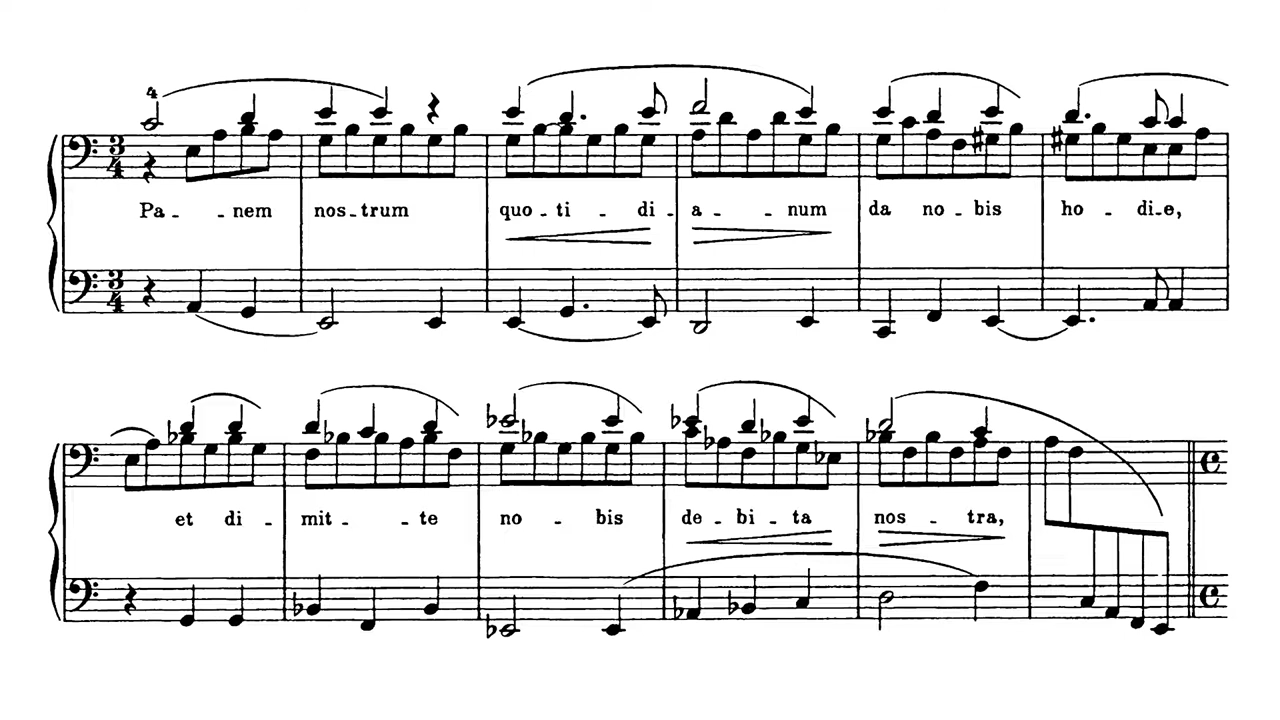 4
Pa - - nem nos - trum quo - ti - di - a - - num da no - bis ho - di - e,
et di - mit - - te no - bis de - bi - ta nos - tra,